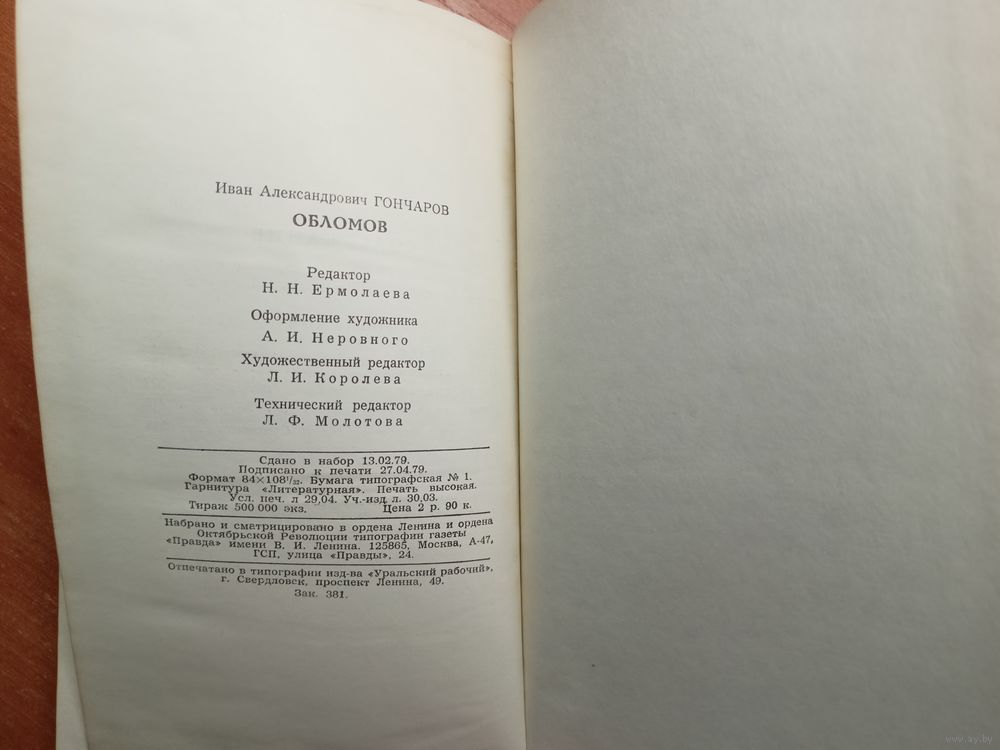 Иван Александрович ГОНЧАРОВ
ОБЛОМОВ
Редактор
Н. Н. Ермолаева
Оформление художника
А. И. Неровного
Художественный редактор
Л. И. Королева
Технический редактор
Л. Ф. Молотова
Сдано в набор 13.02.79.
Подписано к печати 27.04.79.
Формат 84×108¹/₃₂. Бумага типографская № 1.
Гарнитура «Литературная». Печать высокая.
Усл. печ. л 29,04. Уч.-изд. л. 30,03.
Тираж 500 000 экз. Цена 2 р. 90 к.
Набрано и сматрицировано в ордена Ленина и ордена
Октябрьской Революции типографии газеты
«Правда» имени В. И. Ленина. 125865, Москва, А-47,
ГСП, улица «Правды», 24.
Отпечатано в типографии изд-ва «Уральский рабочий»,
г. Свердловск, проспект Ленина, 49.
Зак. 381.
www.ay.by